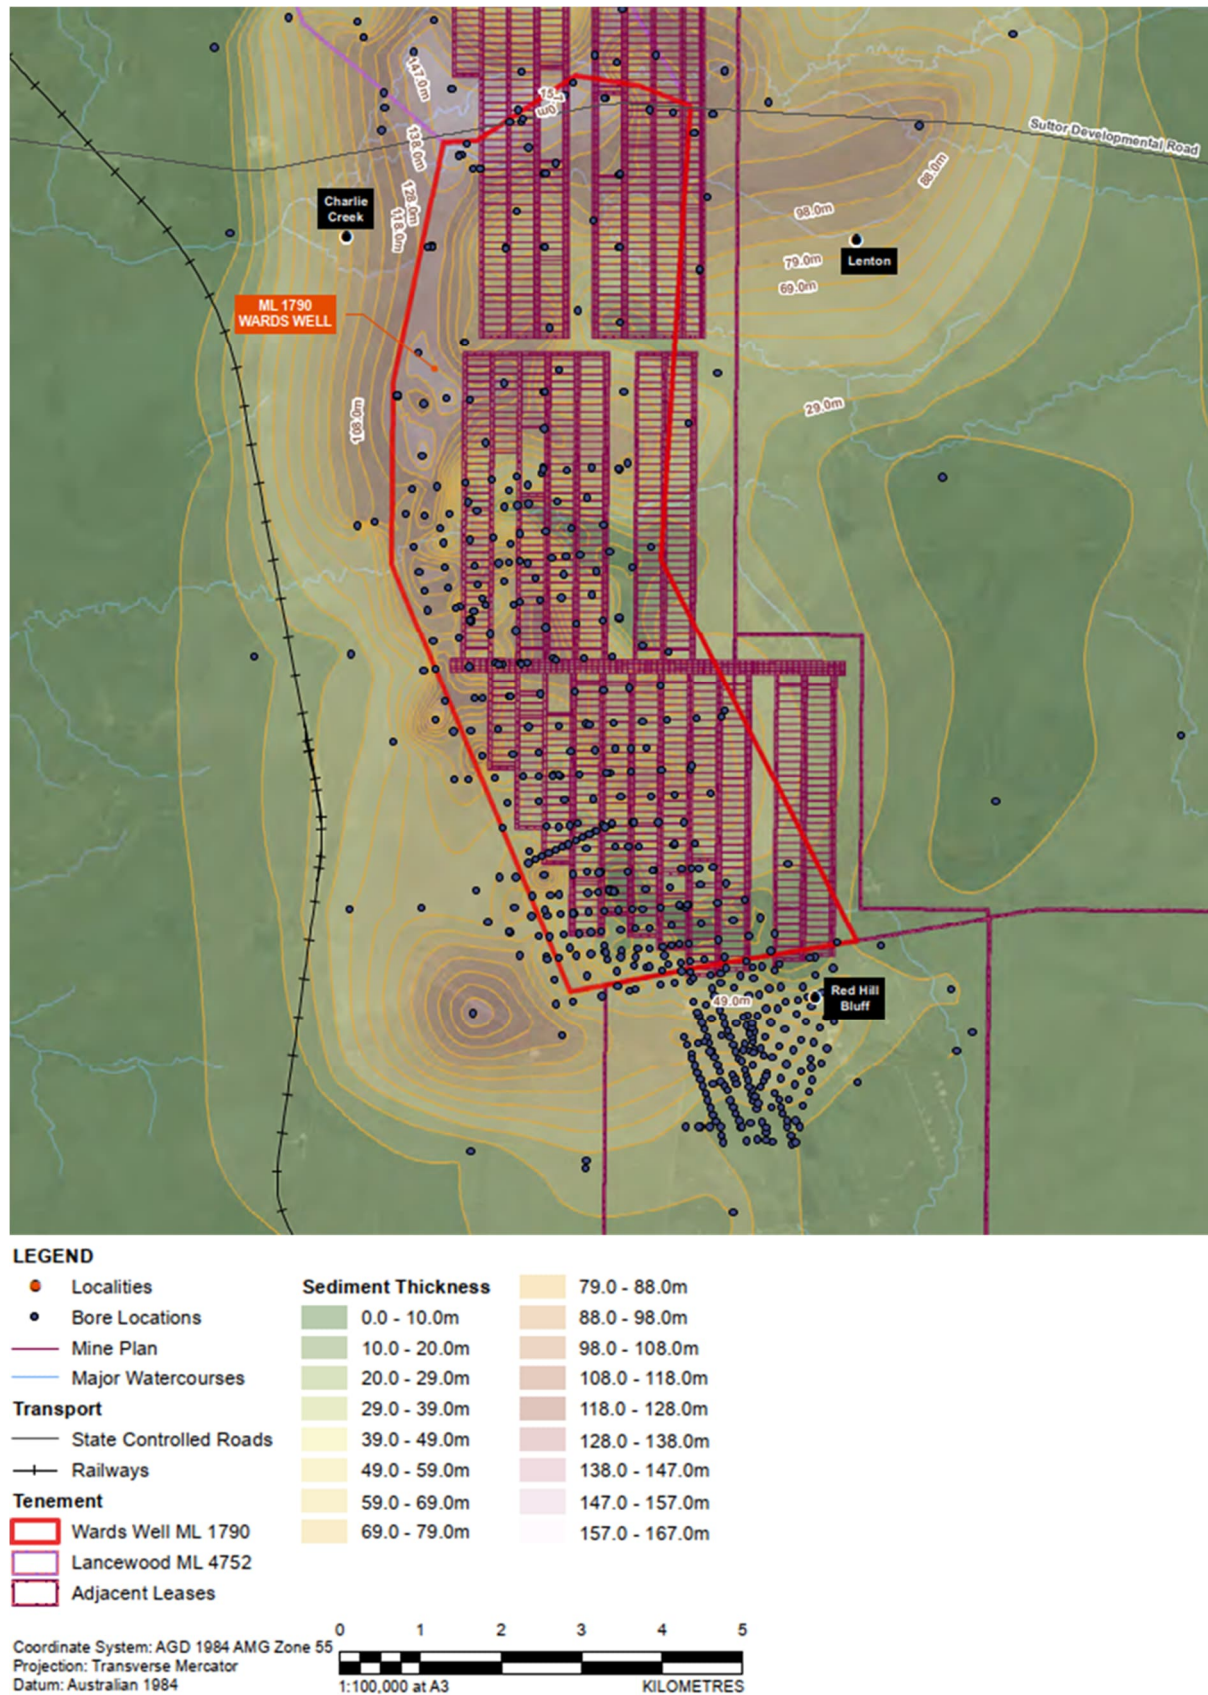 147.0m
15.7
0m
138.0m
Suttor Developmental Road
88.0m
128.0m
118.0m
Charlie
Creek
98.0m
79.0m
Lenton
69.0m
ML 1790
WARDS WELL
108.0m
29.0m
49.0m
Red Hill
Bluff
LEGEND
Localities
Bore Locations
Mine Plan
Major Watercourses
Transport
State Controlled Roads
Railways
Tenement
Wards Well ML 1790
Lancewood ML 4752
Adjacent Leases
Sediment Thickness
0.0 - 10.0m
10.0 - 20.0m
20.0 - 29.0m
29.0 - 39.0m
39.0 - 49.0m
49.0 - 59.0m
59.0 - 69.0m
69.0 - 79.0m
79.0 - 88.0m
88.0 - 98.0m
98.0 - 108.0m
108.0 - 118.0m
118.0 - 128.0m
128.0 - 138.0m
138.0 - 147.0m
147.0 - 157.0m
157.0 - 167.0m
Coordinate System: AGD 1984 AMG Zone 55
Projection: Transverse Mercator
Datum: Australian 1984
0 1 2 3 4 5
1:100,000 at A3 KILOMETRES